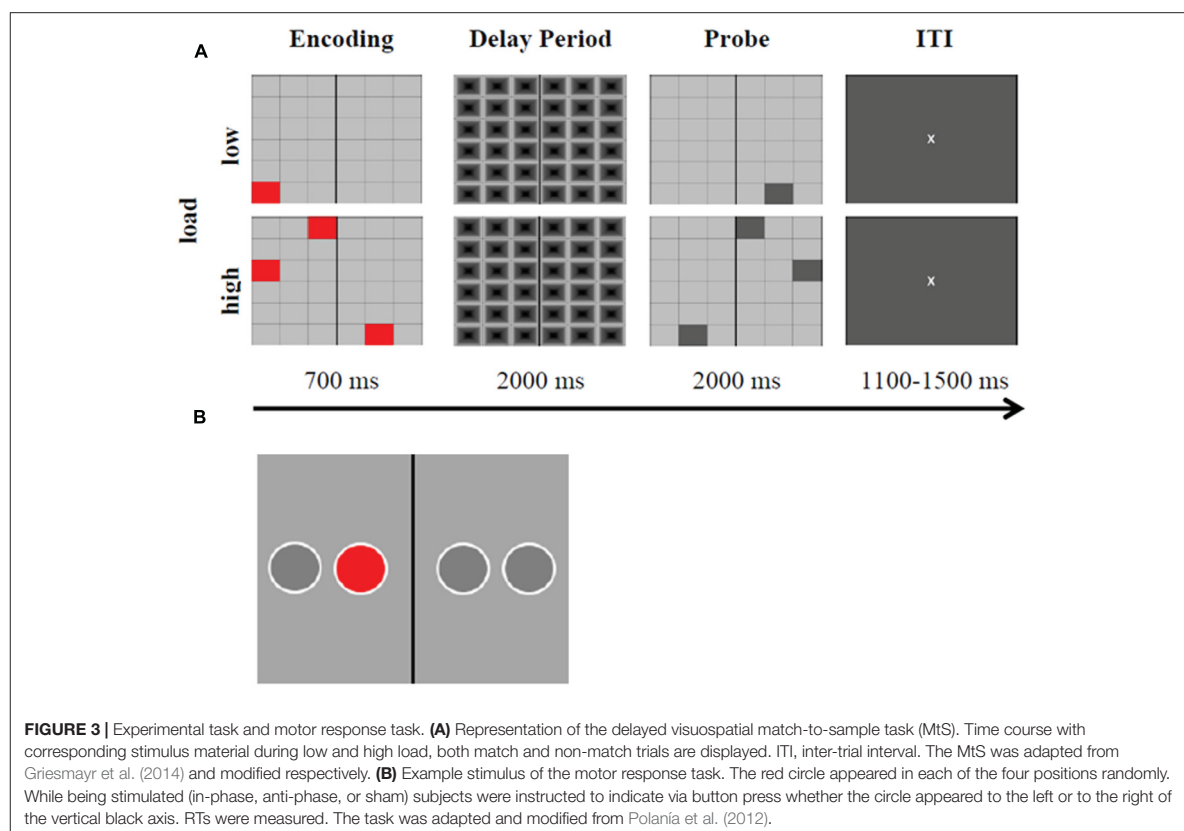 A
Encoding Delay Period Probe ITI
load
low
x
high
x
700 ms 2000 ms 2000 ms 1100-1500 ms
B
FIGURE 3 | Experimental task and motor response task. (A) Representation of the delayed visuospatial match-to-sample task (MtS). Time course with
corresponding stimulus material during low and high load, both match and non-match trials are displayed. ITI, inter-trial interval. The MtS was adapted from
Griesmayr et al. (2014) and modified respectively. (B) Example stimulus of the motor response task. The red circle appeared in each of the four positions randomly.
While being stimulated (in-phase, anti-phase, or sham) subjects were instructed to indicate via button press whether the circle appeared to the left or to the right of
the vertical black axis. RTs were measured. The task was adapted and modified from Polanía et al. (2012).